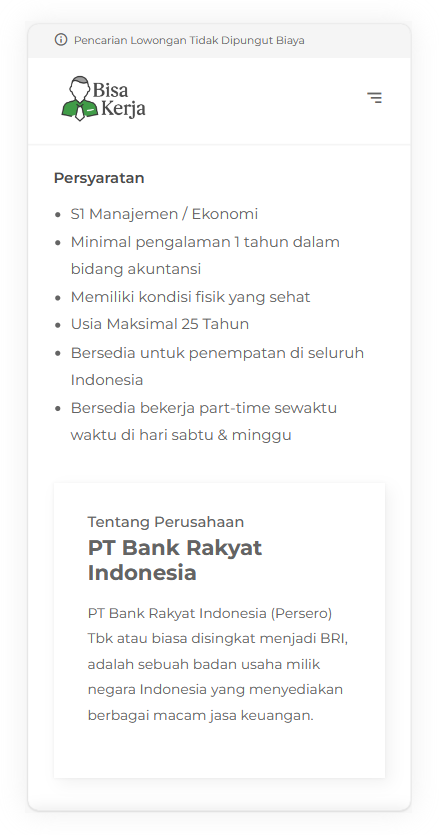 Pencarian Lowongan Tidak Dipungut Biaya
Bisa
Kerja
Persyaratan
• S1 Manajemen / Ekonomi
• Minimal pengalaman 1 tahun dalam
bidang akuntansi
• Memiliki kondisi fisik yang sehat
• Usia Maksimal 25 Tahun
• Bersedia untuk penempatan di seluruh
Indonesia
• Bersedia bekerja part-time sewaktu
waktu di hari sabtu & minggu
Tentang Perusahaan
PT Bank Rakyat
Indonesia
PT Bank Rakyat Indonesia (Persero)
Tbk atau biasa disingkat menjadi BRI,
adalah sebuah badan usaha milik
negara Indonesia yang menyediakan
berbagai macam jasa keuangan.